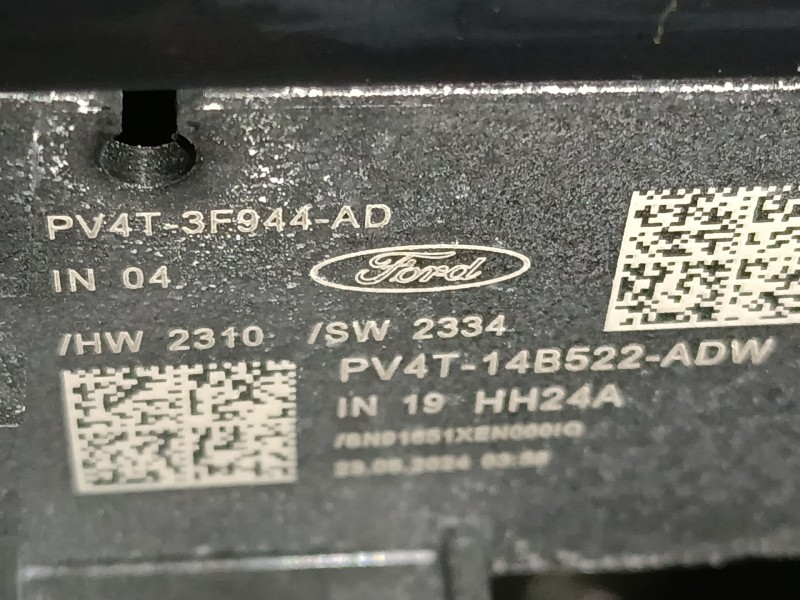 PV4T-3F944-AD
IN 04
Ford
/HW 2310 /SW 2334
PV4T-14B522-ADW
IN 19 HH24A